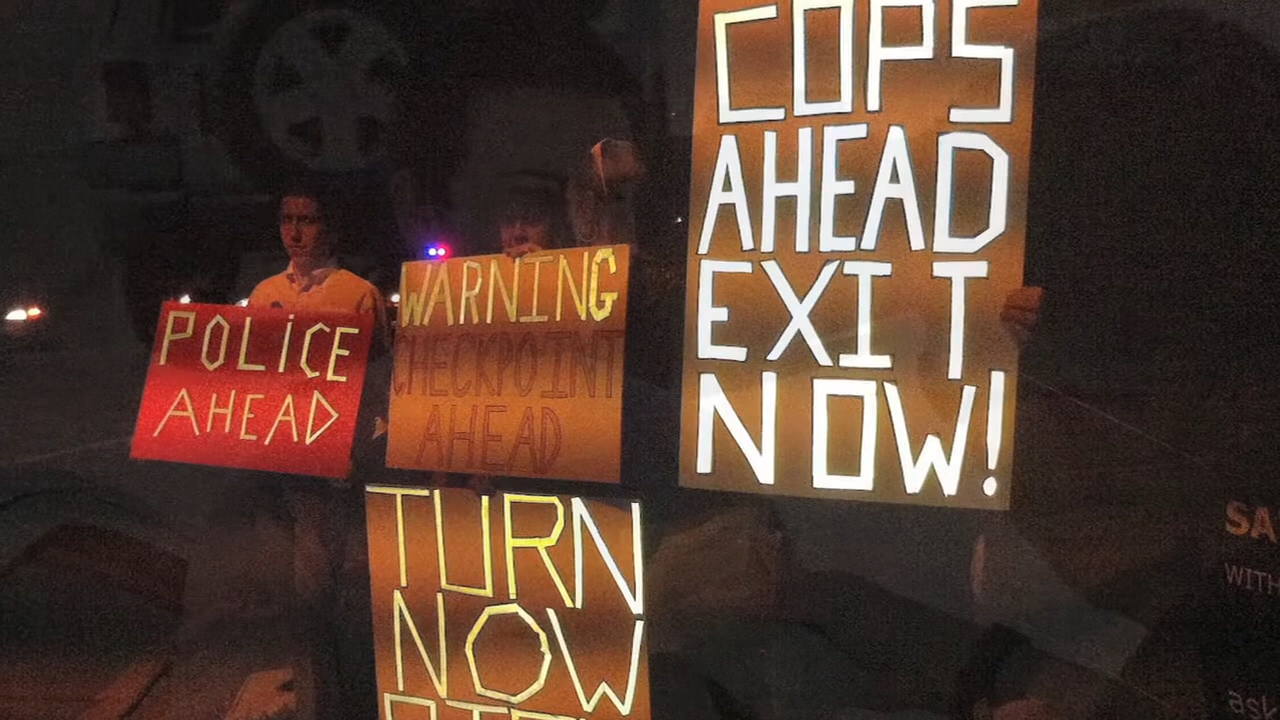 POLICE
AHEAD
WARNING
CHECKPOINT
AHEAD
TURN
NOW
COPS
AHEAD
EXIT
NOW!
SA
WITH